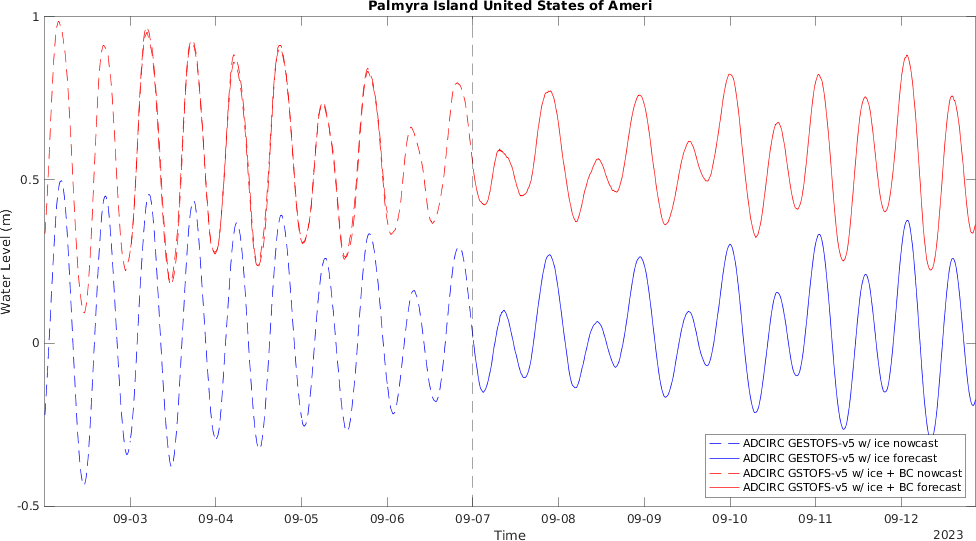 Palmyra Island United States of Ameri
1
0.5
0
-0.5
Water Level (m)
09-03 09-04 09-05 09-06 09-07 09-08 09-09 09-10 09-11 09-12
Time
2023
ADCIRC GESTOFS-v5 w/ ice nowcast
ADCIRC GESTOFS-v5 w/ ice forecast
ADCIRC GSTOFS-v5 w/ ice + BC nowcast
ADCIRC GSTOFS-v5 w/ ice + BC forecast